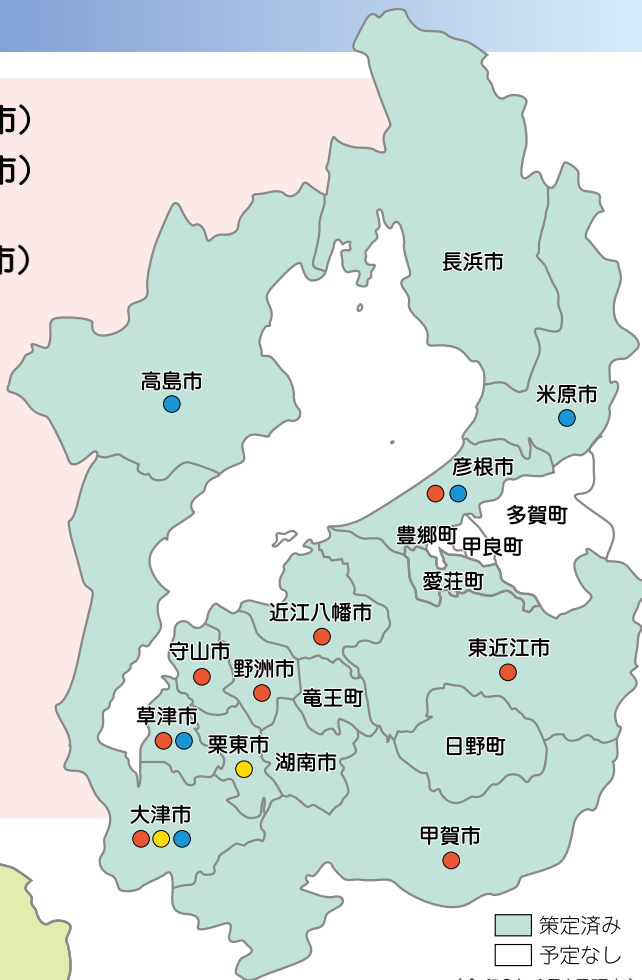 市）
市）
市）
長浜市
高島市
米原市
彦根市
多賀町
豊郷町
甲良町
愛荘町
近江八幡市
東近江市
守山市
野洲市
竜王町
草津市
栗東市
湖南市
日野町
大津市
甲賀市
策定済み
予定なし